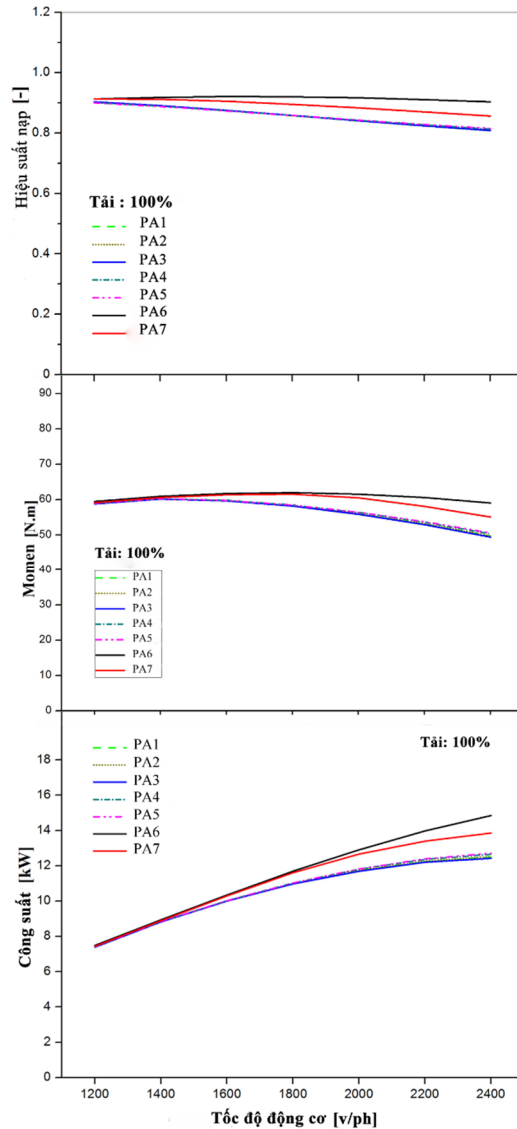 1.2
1.0
0.8
0.6
0.4
0.2
0
Hiệu suất nạp [-]
Tải : 100%
PA1
PA2
PA3
PA4
PA5
PA6
PA7
90
80
70
60
50
40
30
20
10
0
Momen [N.m]
Tải: 100%
PA1
PA2
PA3
PA4
PA5
PA6
PA7
18
16
14
12
10
8
6
4
2
0
Công suất [kW]
PA1
PA2
PA3
PA4
PA5
PA6
PA7
Tải: 100%
1200 1400 1600 1800 2000 2200 2400
Tốc độ động cơ [v/ph]